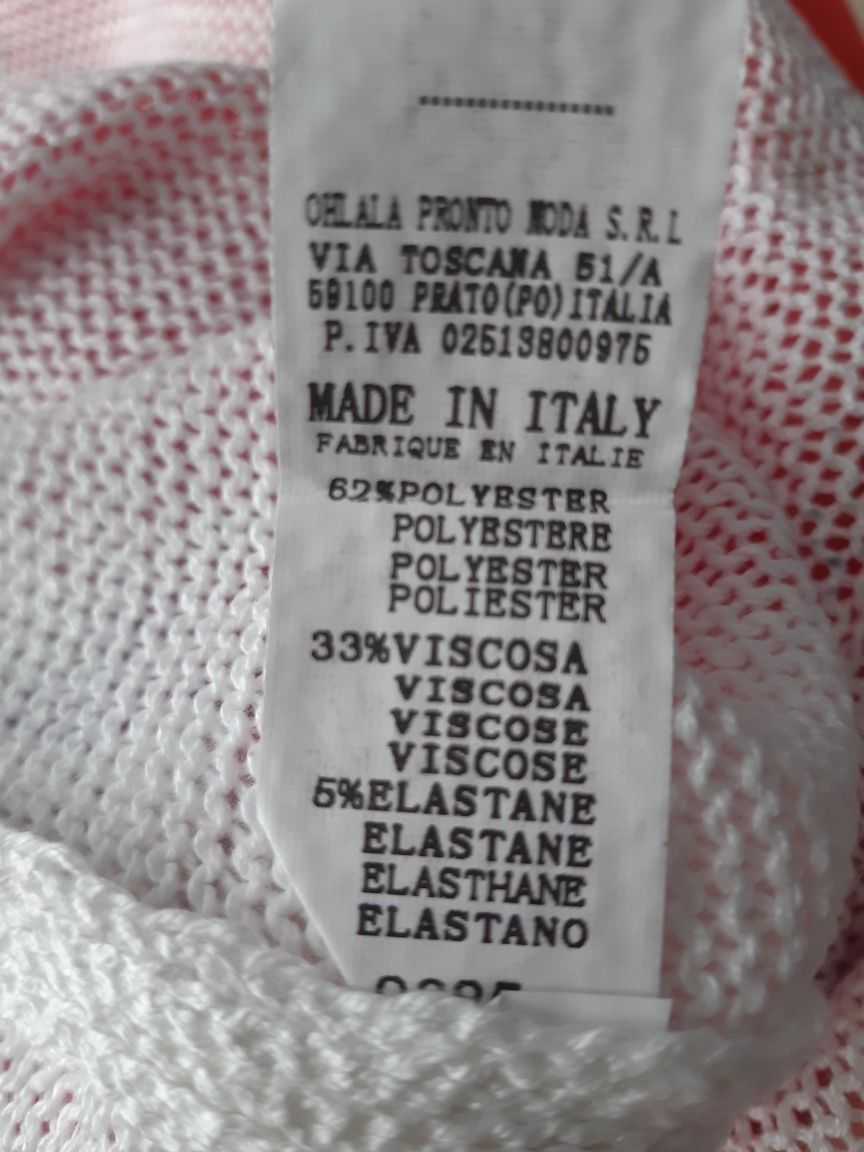 OHLALA PRONTO MODA S.R.L
VIA TOSCANA 51/A
59100 PRATO(PO)ITALIA
P.IVA 02513800975
MADE IN ITALY
FABRIQUE EN ITALIE
62%POLYESTER
POLYESTERE
POLYESTER
POLIESTER
33%VISCOSA
VISCOSA
VISCOSE
VISCOSE
5%ELASTANE
ELASTANE
ELASTHANE
ELASTANO